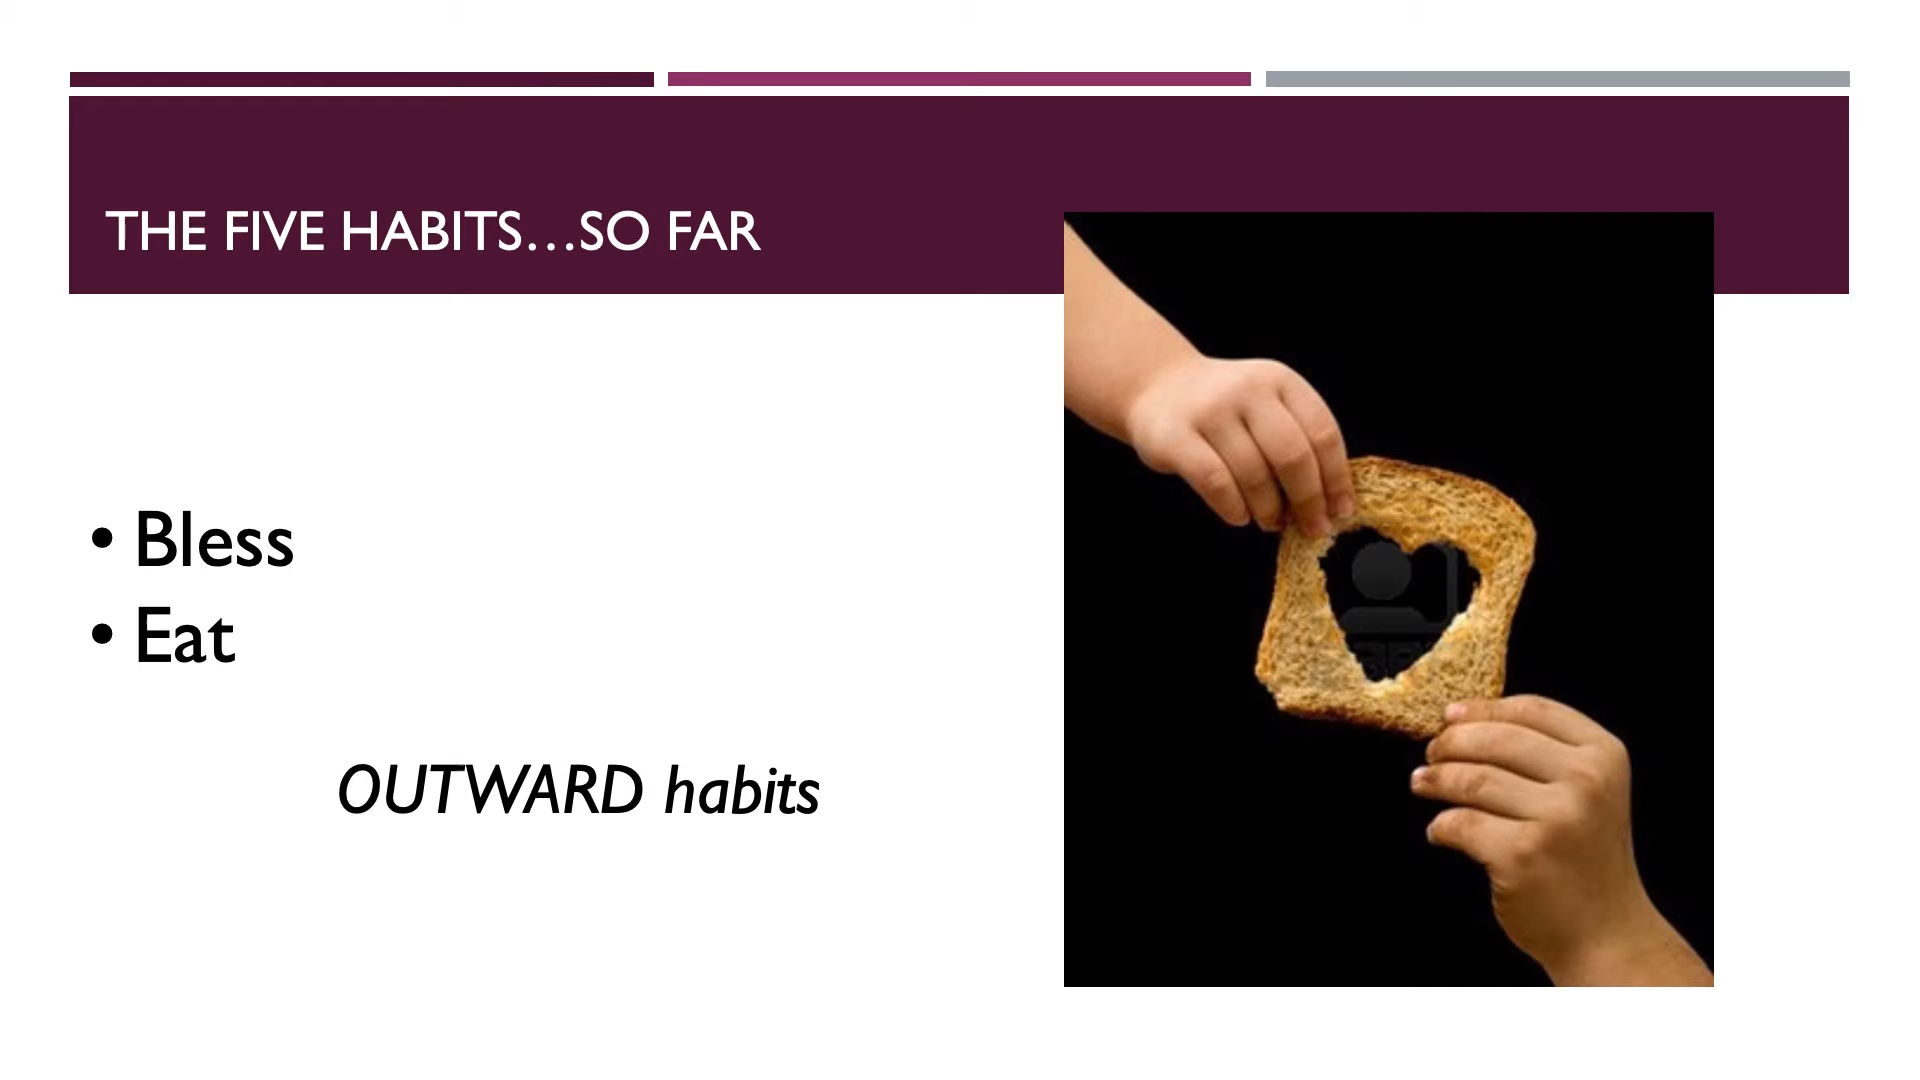 THE FIVE HABITS...SO FAR
• Bless
• Eat
OUTWARD habits